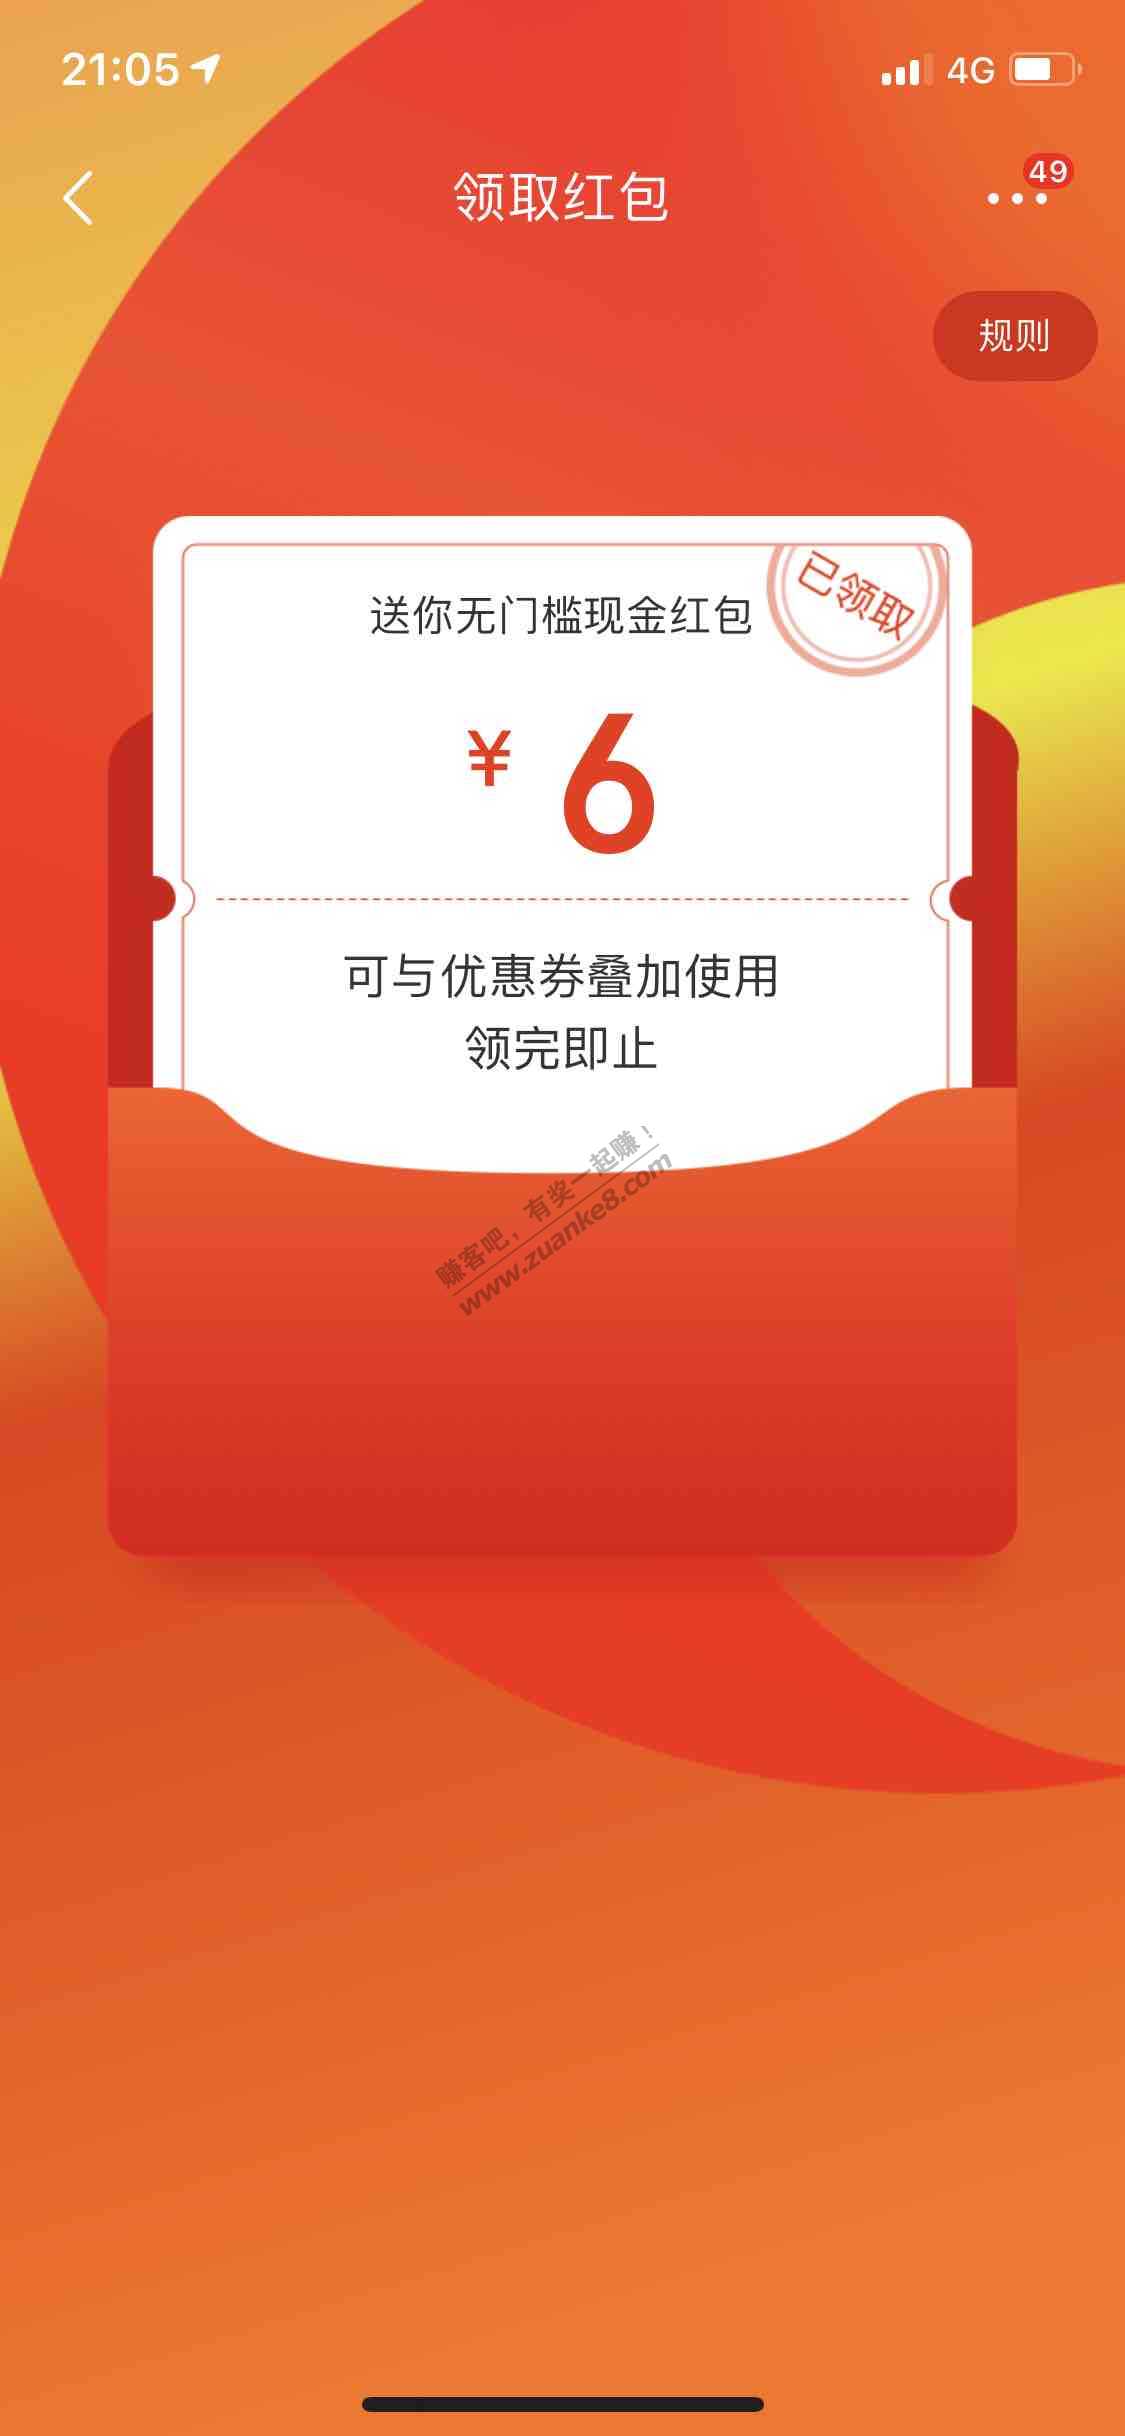 21:05
4G
领取红包
49
规则
已领取
送你无门槛现金红包
¥ 6
可与优惠券叠加使用
领完即止
赚客吧，有奖一起赚！
www.zuanke8.com